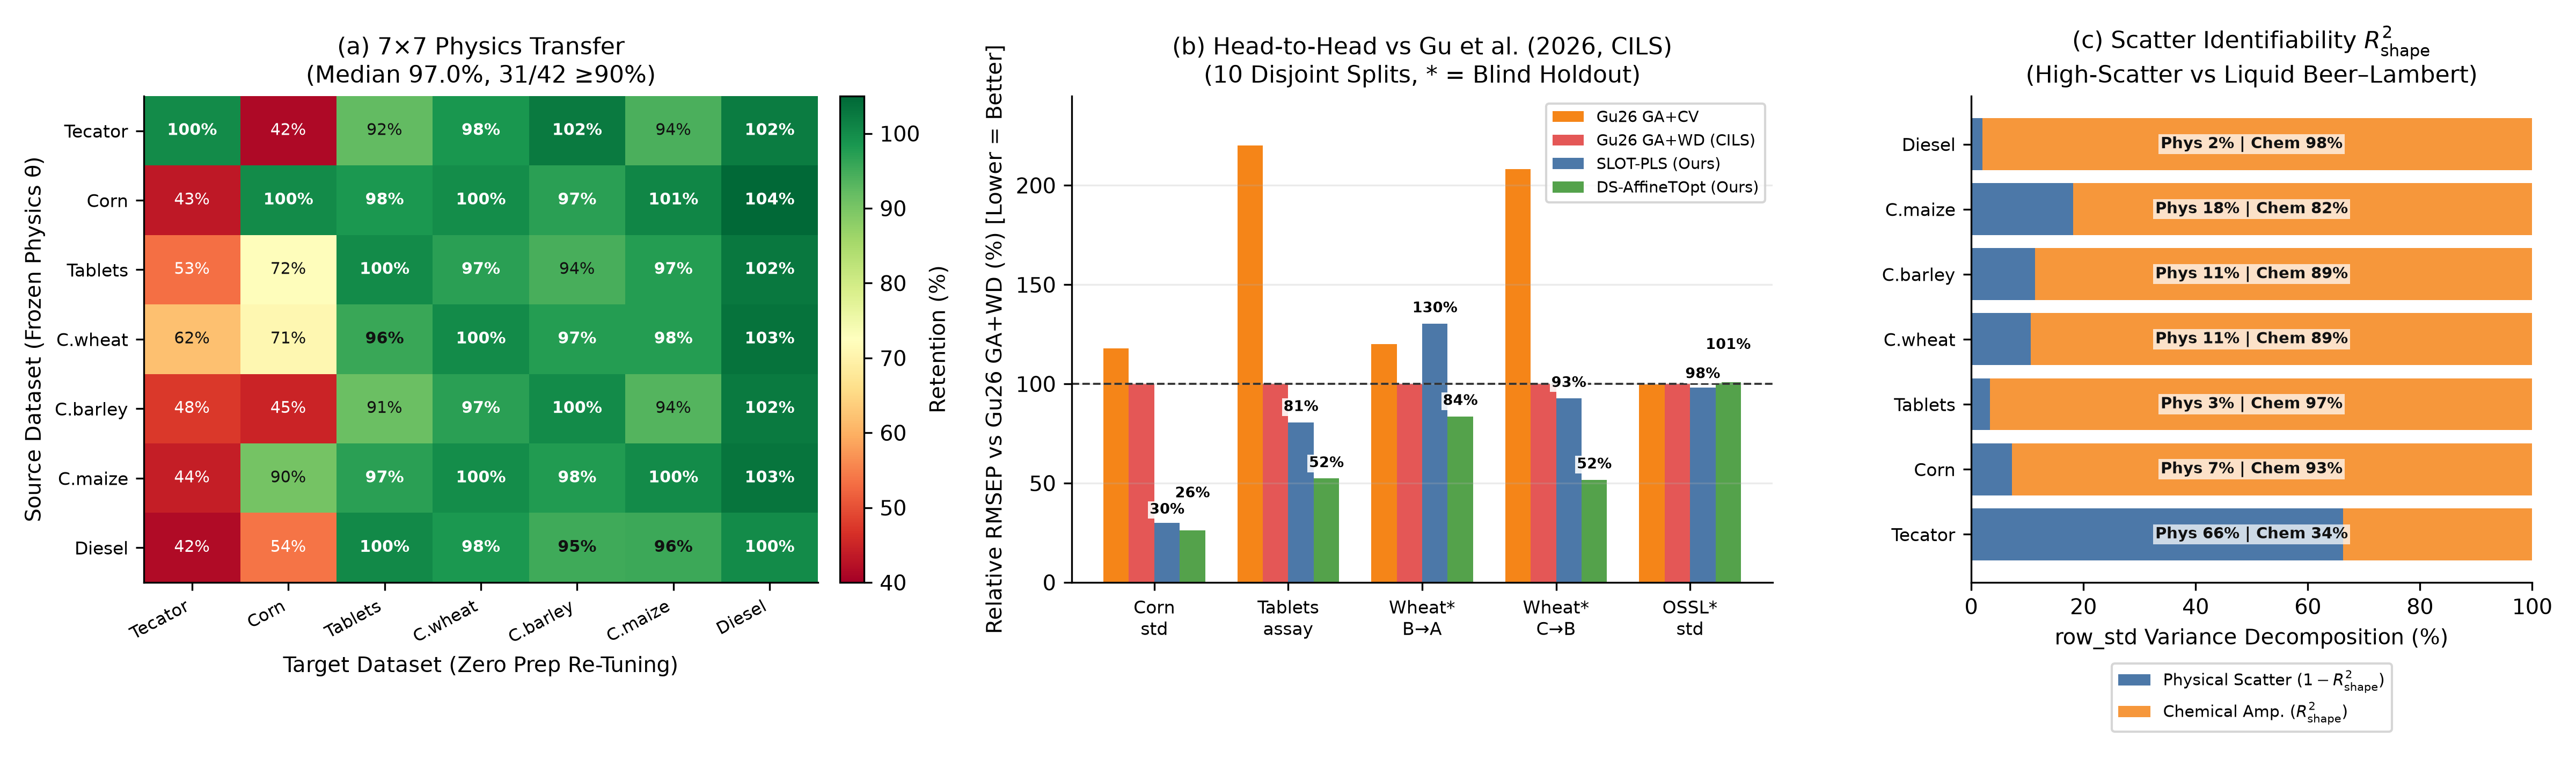 (a) 7×7 Physics Transfer
(Median 97.0%, 31/42 ≥90%)
Source Dataset (Frozen Physics θ)
Tecator 100% 42% 92% 98% 102% 94% 102%
Corn 43% 100% 98% 100% 97% 101% 104%
Tablets 53% 72% 100% 97% 94% 97% 102%
C.wheat 62% 71% 96% 100% 97% 98% 103%
C.barley 48% 45% 91% 97% 100% 94% 102%
C.maize 44% 90% 97% 100% 98% 100% 103%
Diesel 42% 54% 100% 98% 95% 96% 100%
Tecator Corn Tablets C.wheat C.barley C.maize Diesel
Target Dataset (Zero Prep Re-Tuning)
100
90
80
70
60
50
40
Retention (%)
(b) Head-to-Head vs Gu et al. (2026, CILS)
(10 Disjoint Splits, * = Blind Holdout)
Relative RMSEP vs Gu26 GA+WD (%) [Lower = Better]
200
150
100
50
0
Gu26 GA+CV
Gu26 GA+WD (CILS)
SLOT-PLS (Ours)
DS-AffineTOpt (Ours)
30%
26%
81%
52%
130%
84%
93%
52%
98%
101%
Corn
std
Tablets
assay
Wheat*
B→A
Wheat*
C→B
OSSL*
std
(c) Scatter Identifiability R²shape
(High-Scatter vs Liquid Beer–Lambert)
Diesel Phys 2% | Chem 98%
C.maize Phys 18% | Chem 82%
C.barley Phys 11% | Chem 89%
C.wheat Phys 11% | Chem 89%
Tablets Phys 3% | Chem 97%
Corn Phys 7% | Chem 93%
Tecator Phys 66% | Chem 34%
0 20 40 60 80 100
row_std Variance Decomposition (%)
Physical Scatter (1 − R²shape)
Chemical Amp. (R²shape)